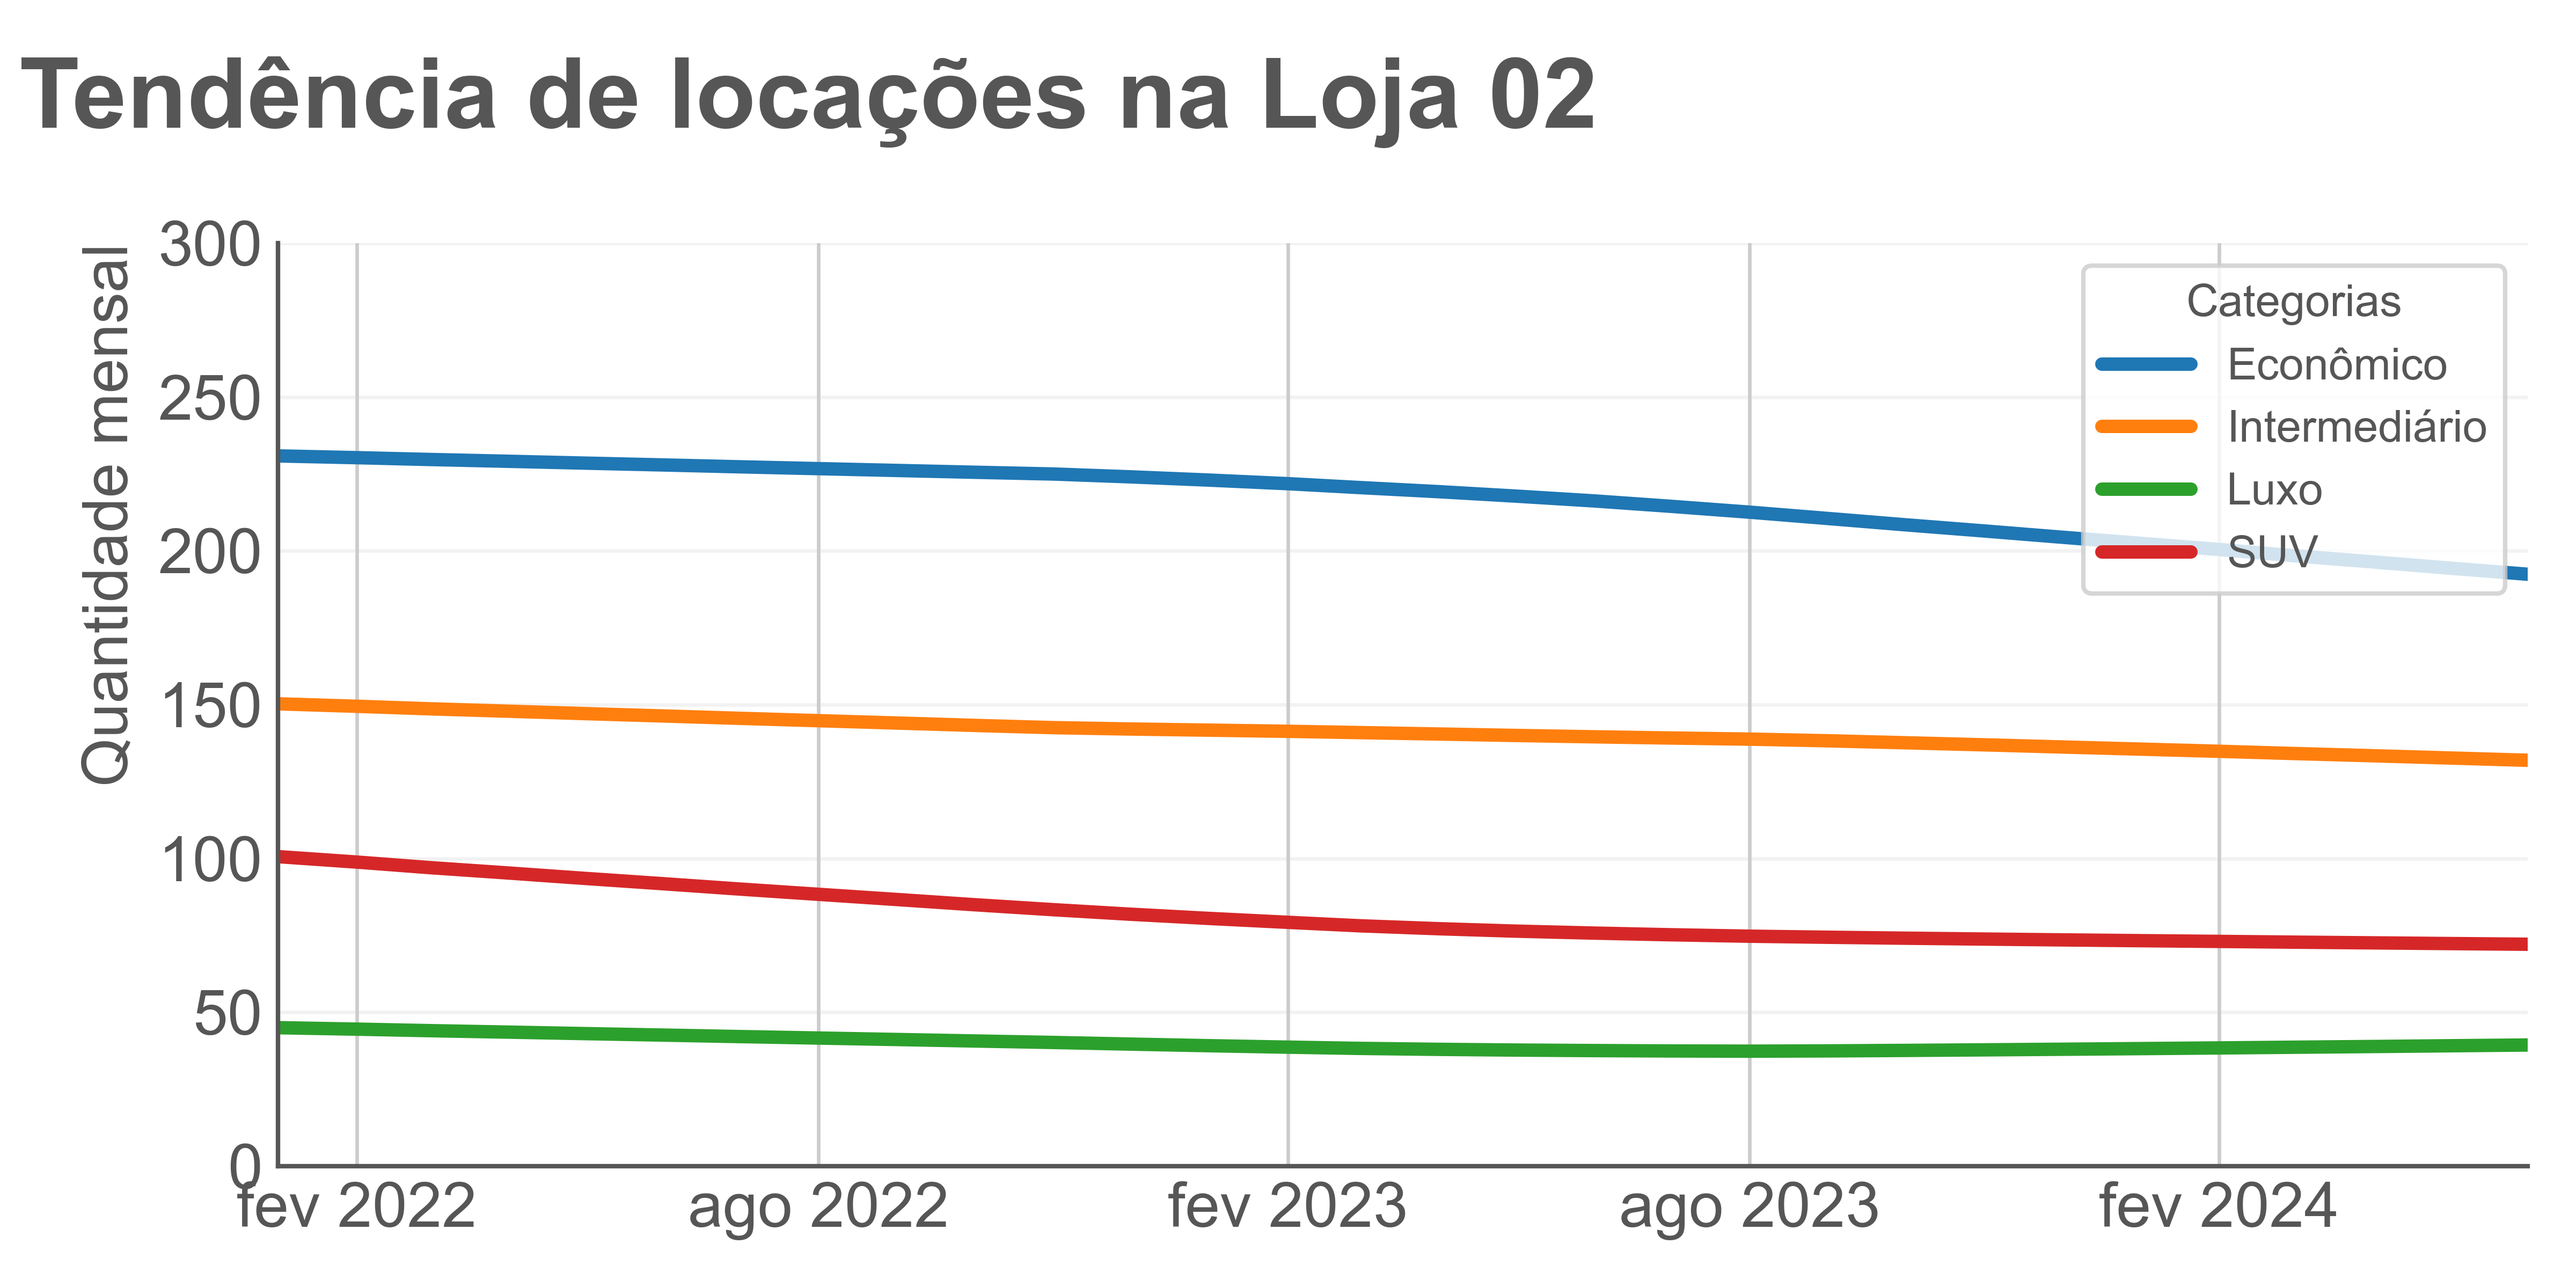 Tendência de locações na Loja 02
Quantidade mensal
300
250
200
150
100
50
0
Categorias
Econômico
Intermediário
Luxo
SUV
fev 2022
ago 2022
fev 2023
ago 2023
fev 2024